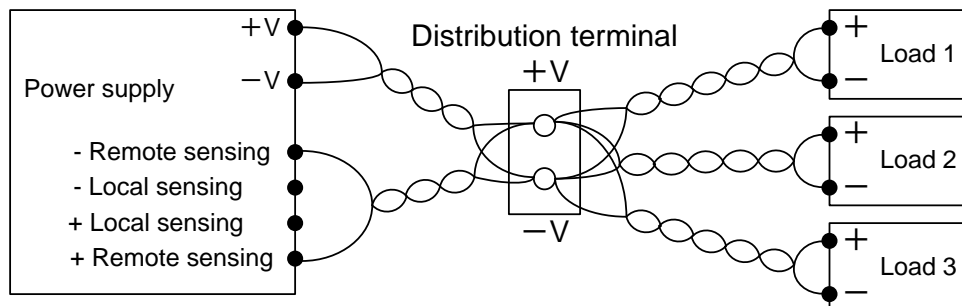 Power supply
+V
−V
- Remote sensing
- Local sensing
+ Local sensing
+ Remote sensing
Distribution terminal
+V
−V
+
Load 1
−
+
Load 2
−
+
Load 3
−